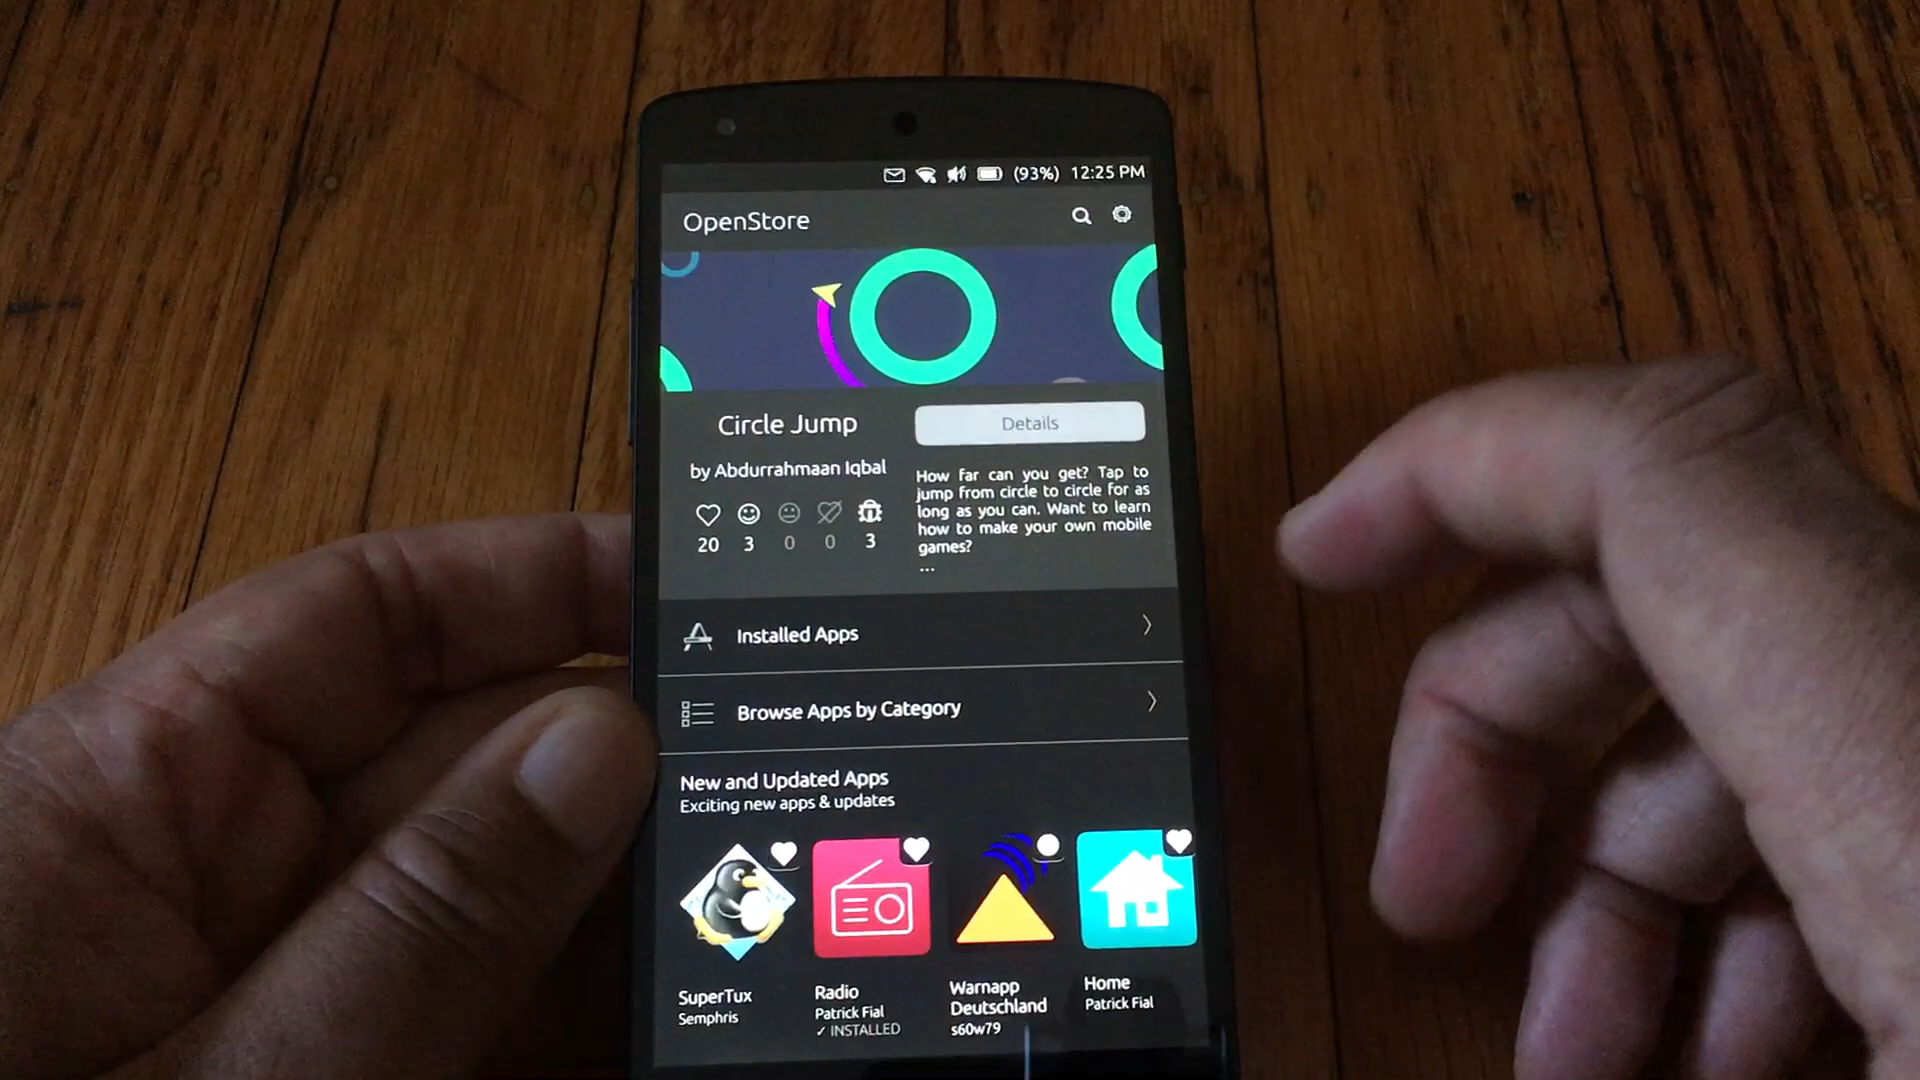 (93%) 12:25 PM
OpenStore
Circle Jump
Details
by Abdurrahmaan Iqbal
20 3 0 0 3
How far can you get? Tap to
jump from circle to circle for as
long as you can. Want to learn
how to make your own mobile
games?
...
Installed Apps
Browse Apps by Category
New and Updated Apps
Exciting new apps & updates
SuperTux
Semphris
Radio
Patrick Fial
✓ INSTALLED
Warnapp
Deutschland
s60w79
Home
Patrick Fial